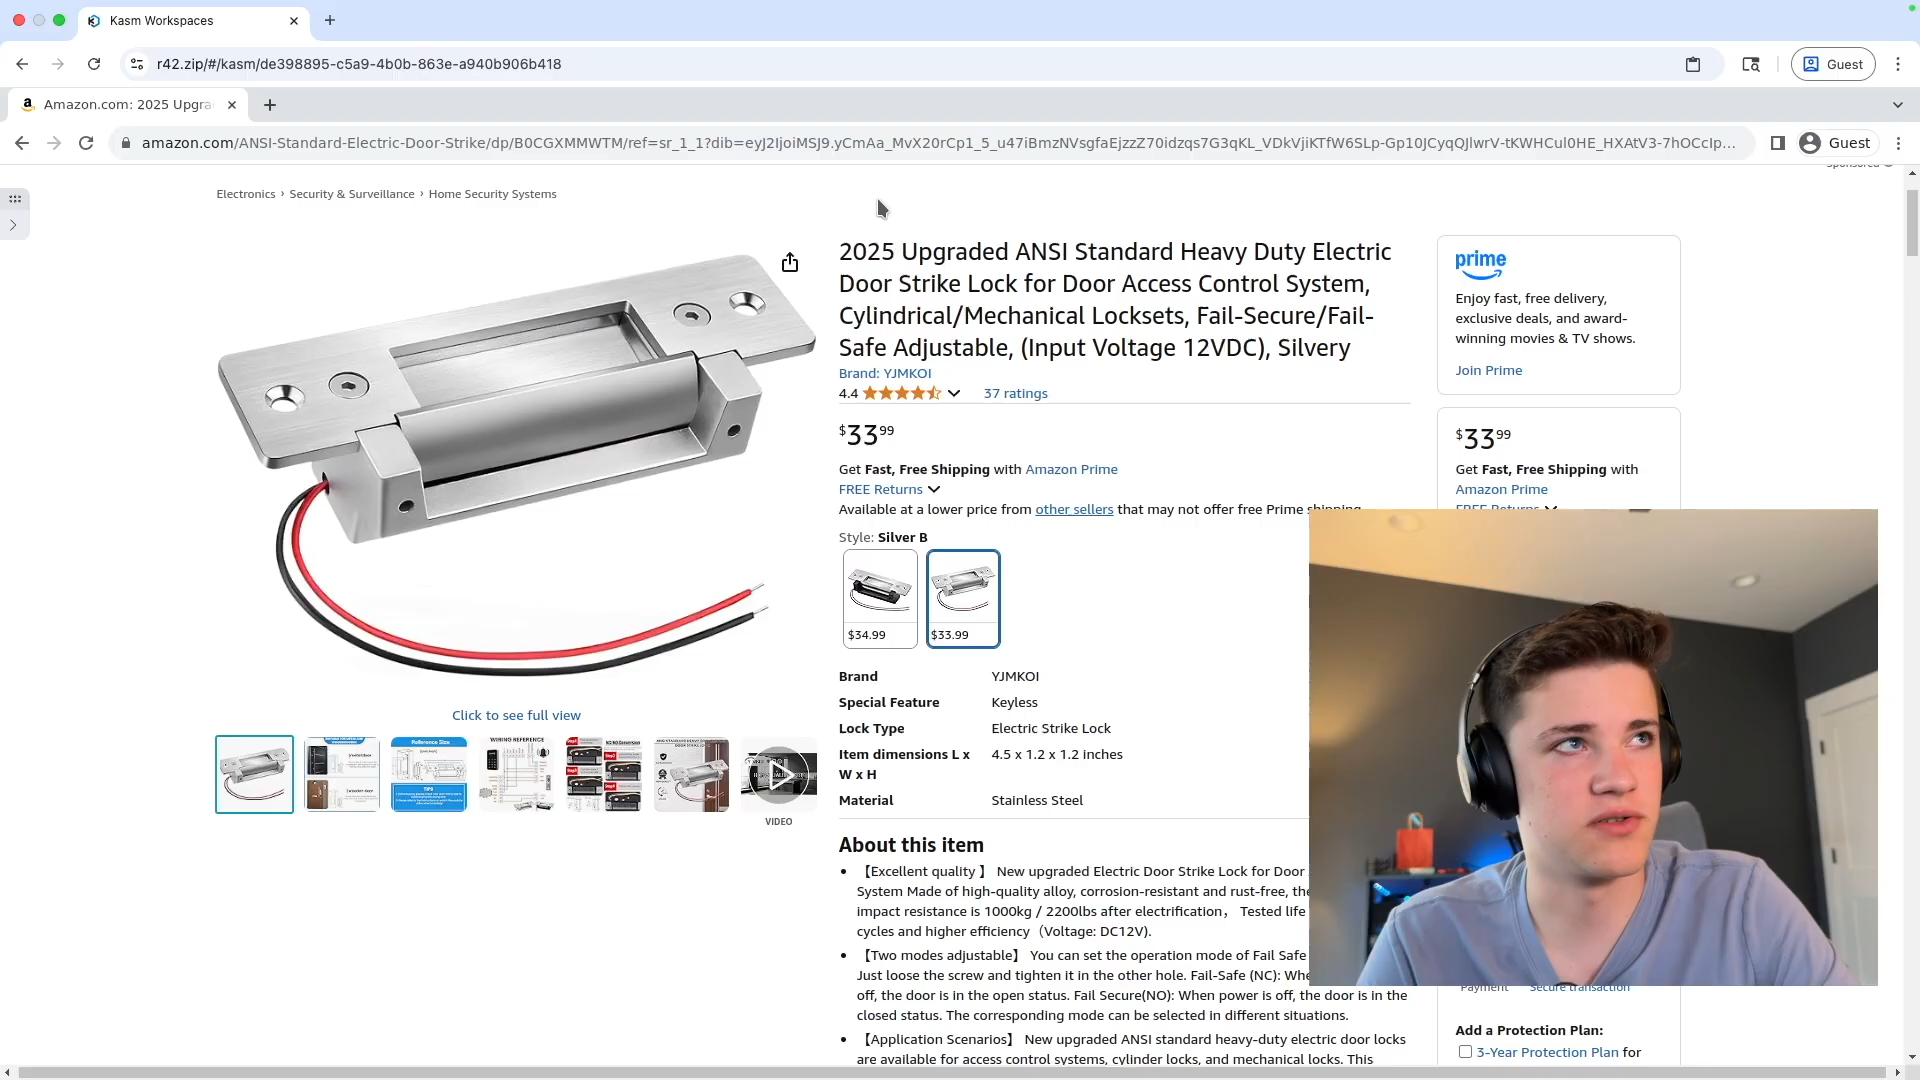 Kasm Workspaces
r42.zip/#/kasm/de398895-c5a9-4b0b-863e-a940b906b418
Guest
Amazon.com: 2025 Upgra
amazon.com/ANSI-Standard-Electric-Door-Strike/dp/B0CGXMMWTM/ref=sr_1_1?dib=eyJ2IjoiMSJ9.yCmAa_MvX20rCp1_5_u47iBmzNVsgfaEjzzZ70idzqs7G3qKL_VDkVjiKTfW6SLp-Gp10JCyqQJlwrV-tKWHCul0HE_HXAtV3-7hOCcIp...
Guest
Electronics › Security & Surveillance › Home Security Systems
2025 Upgraded ANSI Standard Heavy Duty Electric
Door Strike Lock for Door Access Control System,
Cylindrical/Mechanical Locksets, Fail-Secure/Fail-
Safe Adjustable, (Input Voltage 12VDC), Silvery
Brand: YJMKOI
4.4
37 ratings
$33.99
Get Fast, Free Shipping with Amazon Prime
FREE Returns
Available at a lower price from other sellers that may not offer free Prime shipping.
Style: Silver B
$34.99
$33.99
Brand YJMKOI
Special Feature Keyless
Lock Type Electric Strike Lock
Item dimensions L x W x H 4.5 x 1.2 x 1.2 inches
Material Stainless Steel
About this item
• 【Excellent quality 】 New upgraded Electric Door Strike Lock for Door
System Made of high-quality alloy, corrosion-resistant and rust-free, the
impact resistance is 1000kg / 2200lbs after electrification， Tested life
cycles and higher efficiency（Voltage: DC12V).
• 【Two modes adjustable】 You can set the operation mode of Fail Safe
Just loose the screw and tighten it in the other hole. Fail-Safe (NC): Whe
off, the door is in the open status. Fail Secure(NO): When power is off, the door is in the
closed status. The corresponding mode can be selected in different situations.
• 【Application Scenarios】 New upgraded ANSI standard heavy-duty electric door locks
are available for access control systems, cylinder locks, and mechanical locks. This
Click to see full view
Reference Size
TIPS
WIRING REFERENCE
VIDEO
prime
Enjoy fast, free delivery,
exclusive deals, and award-
winning movies & TV shows.
Join Prime
$33.99
Get Fast, Free Shipping with
Amazon Prime
FREE Returns
Payment Secure transaction
Add a Protection Plan:
3-Year Protection Plan for